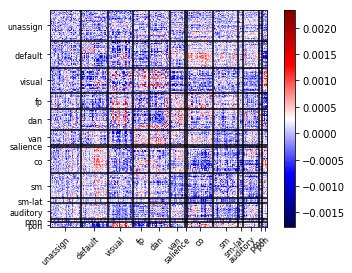 unassign
default
visual
fp
dan
van
salience
co
sm
sm-lat
auditory
pmn
pon
unassign
default
visual
fp
dan
van
salience
co
sm
sm-lat
auditory
0.0020
0.0015
0.0010
0.0005
0.0000
−0.0005
−0.0010
−0.0015